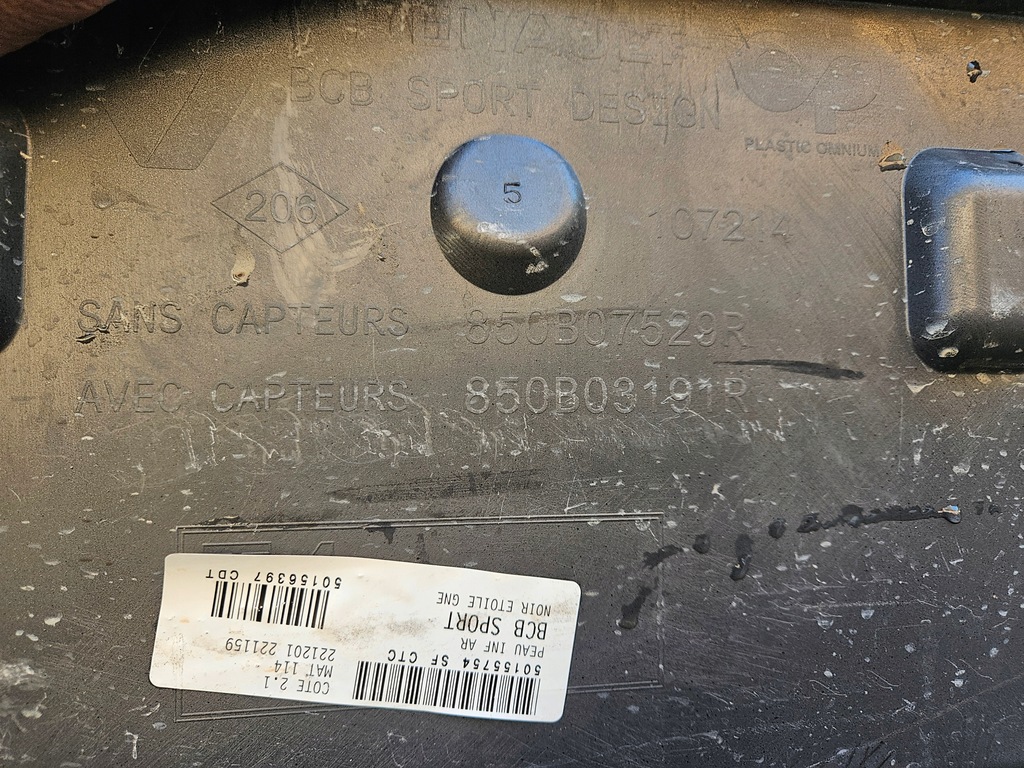 RENAULT
BCB SPORT DESIGN
PLASTIC OMNIUM
206
5
107214
SANS CAPTEURS 850B07529R
AVEC CAPTEURS 850B03191R
50155754 SF CTC
PEAU INF AR
BCB SPORT
NOIR ETOILE GNE
COTE 2.1
MAT 114
221201 221159
50156397 CDT